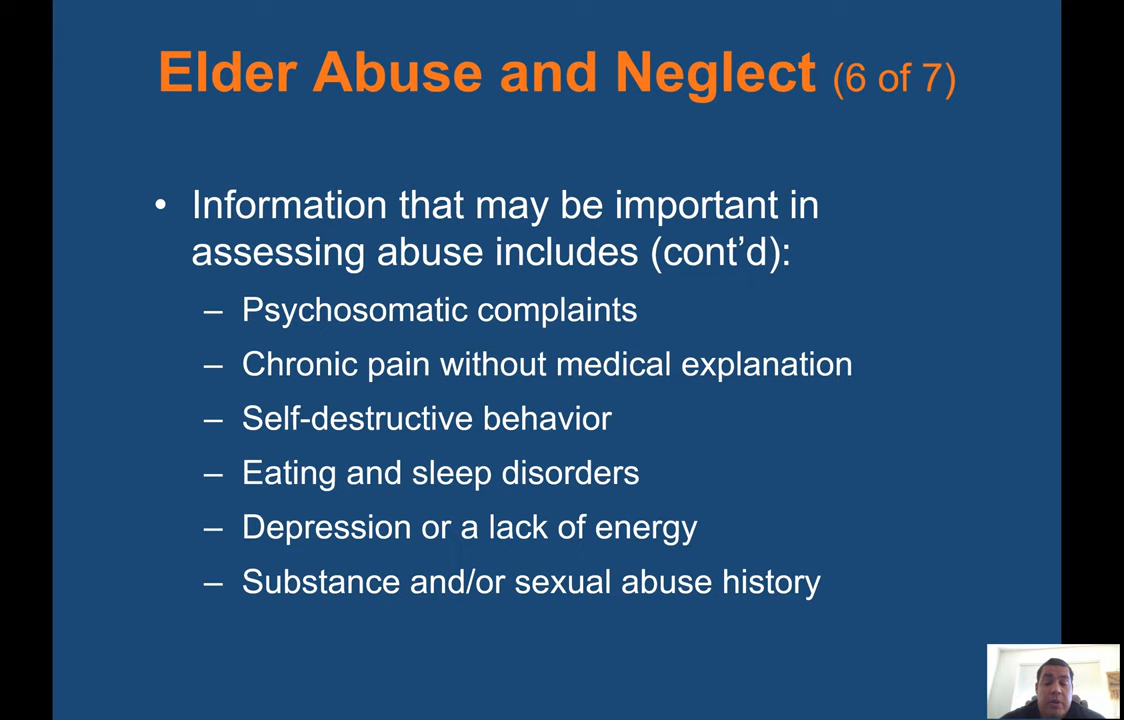 Elder Abuse and Neglect (6 of 7)
• Information that may be important in
assessing abuse includes (cont’d):
– Psychosomatic complaints
– Chronic pain without medical explanation
– Self-destructive behavior
– Eating and sleep disorders
– Depression or a lack of energy
– Substance and/or sexual abuse history